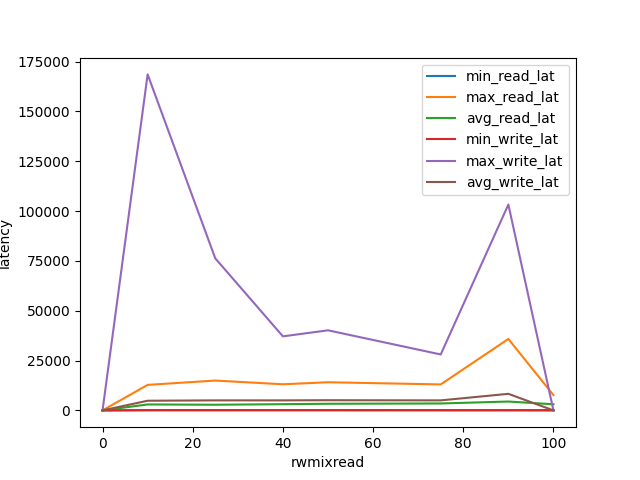 175000
150000
125000
100000
75000
50000
25000
0
latency
0 20 40 60 80 100
rwmixread
min_read_lat
max_read_lat
avg_read_lat
min_write_lat
max_write_lat
avg_write_lat